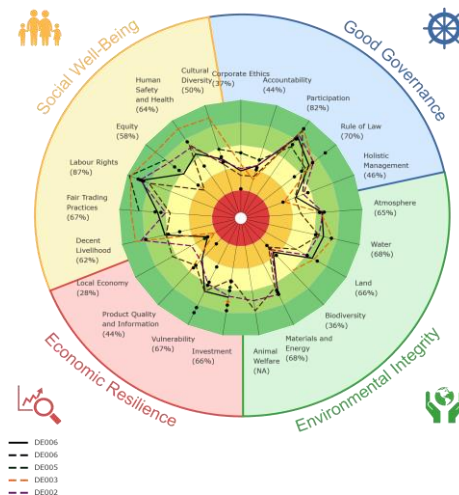 Social Well-Being
Good Governance
Cultural
Diversity
(50%)
Corporate Ethics
(37%)
Accountability
(44%)
Human
Safety
and Health
(64%)
Participation
(82%)
Equity
(58%)
Rule of Law
(70%)
Labour Rights
(87%)
Holistic
Management
(46%)
Fair Trading
Practices
(67%)
Atmosphere
(65%)
Decent
Livelihood
(62%)
Water
(68%)
Local Economy
(28%)
Land
(66%)
Product Quality
and Information
(44%)
Biodiversity
(36%)
Vulnerability
(67%)
Investment
(66%)
Animal
Welfare
(NA)
Materials and
Energy
(68%)
Economic Resilience
Environmental Integrity
DE006
DE006
DE005
DE003
DE002